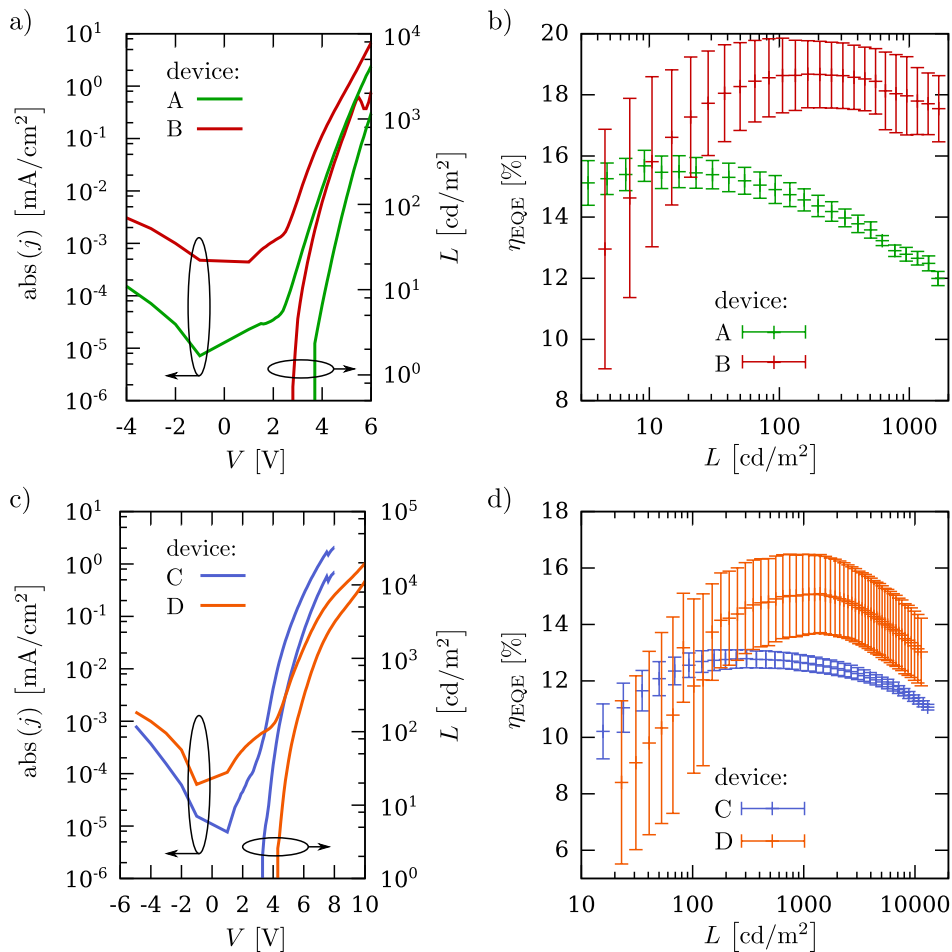 a)
abs (j) [mA/cm2]
10^1
10^0
10^-1
10^-2
10^-3
10^-4
10^-5
10^-6
device:
A
B
10^4
10^3
10^2
10^1
10^0
L [cd/m^2]
-4 -2 0 2 4 6
V [V]
b)
η_EQE [%]
20
18
16
14
12
10
8
device:
A
B
10 100 1000
L [cd/m^2]
c)
abs (j) [mA/cm2]
10^1
10^0
10^-1
10^-2
10^-3
10^-4
10^-5
10^-6
device:
C
D
10^5
10^4
10^3
10^2
10^1
10^0
L [cd/m^2]
-6 -4 -2 0 2 4 6 8 10
V [V]
d)
η_EQE [%]
18
16
14
12
10
8
6
device:
C
D
10 100 1000 10000
L [cd/m^2]